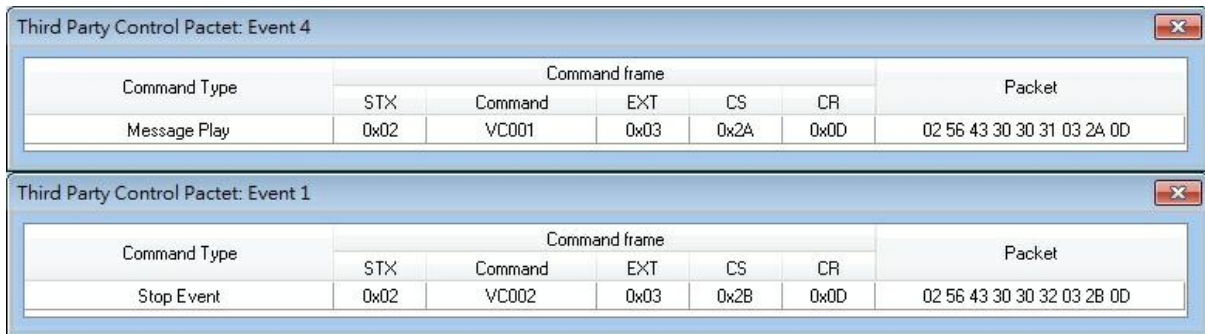 Third Party Control Pactet: Event 4
Command Type Command frame Packet
STX Command EXT CS CR
Message Play 0x02 VC001 0x03 0x2A 0x0D 02 56 43 30 30 31 03 2A 0D
Third Party Control Pactet: Event 1
Command Type Command frame Packet
STX Command EXT CS CR
Stop Event 0x02 VC002 0x03 0x2B 0x0D 02 56 43 30 30 32 03 2B 0D